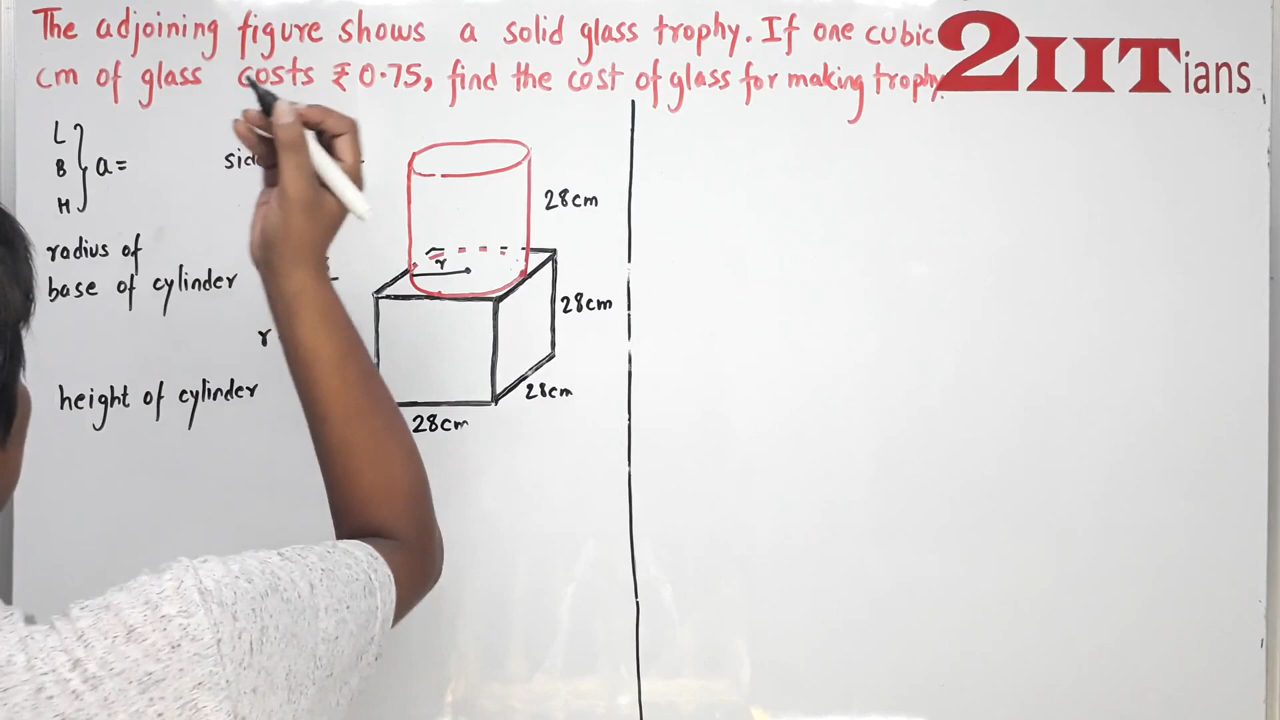 The adjoining figure shows a solid glass trophy. If one cubic
cm of glass costs ₹ 0.75, find the cost of glass for making trophy.
2IITians
L
B
H
a =
radius of
base of cylinder
r
height of cylinder
28cm
r
28cm
28cm
28cm